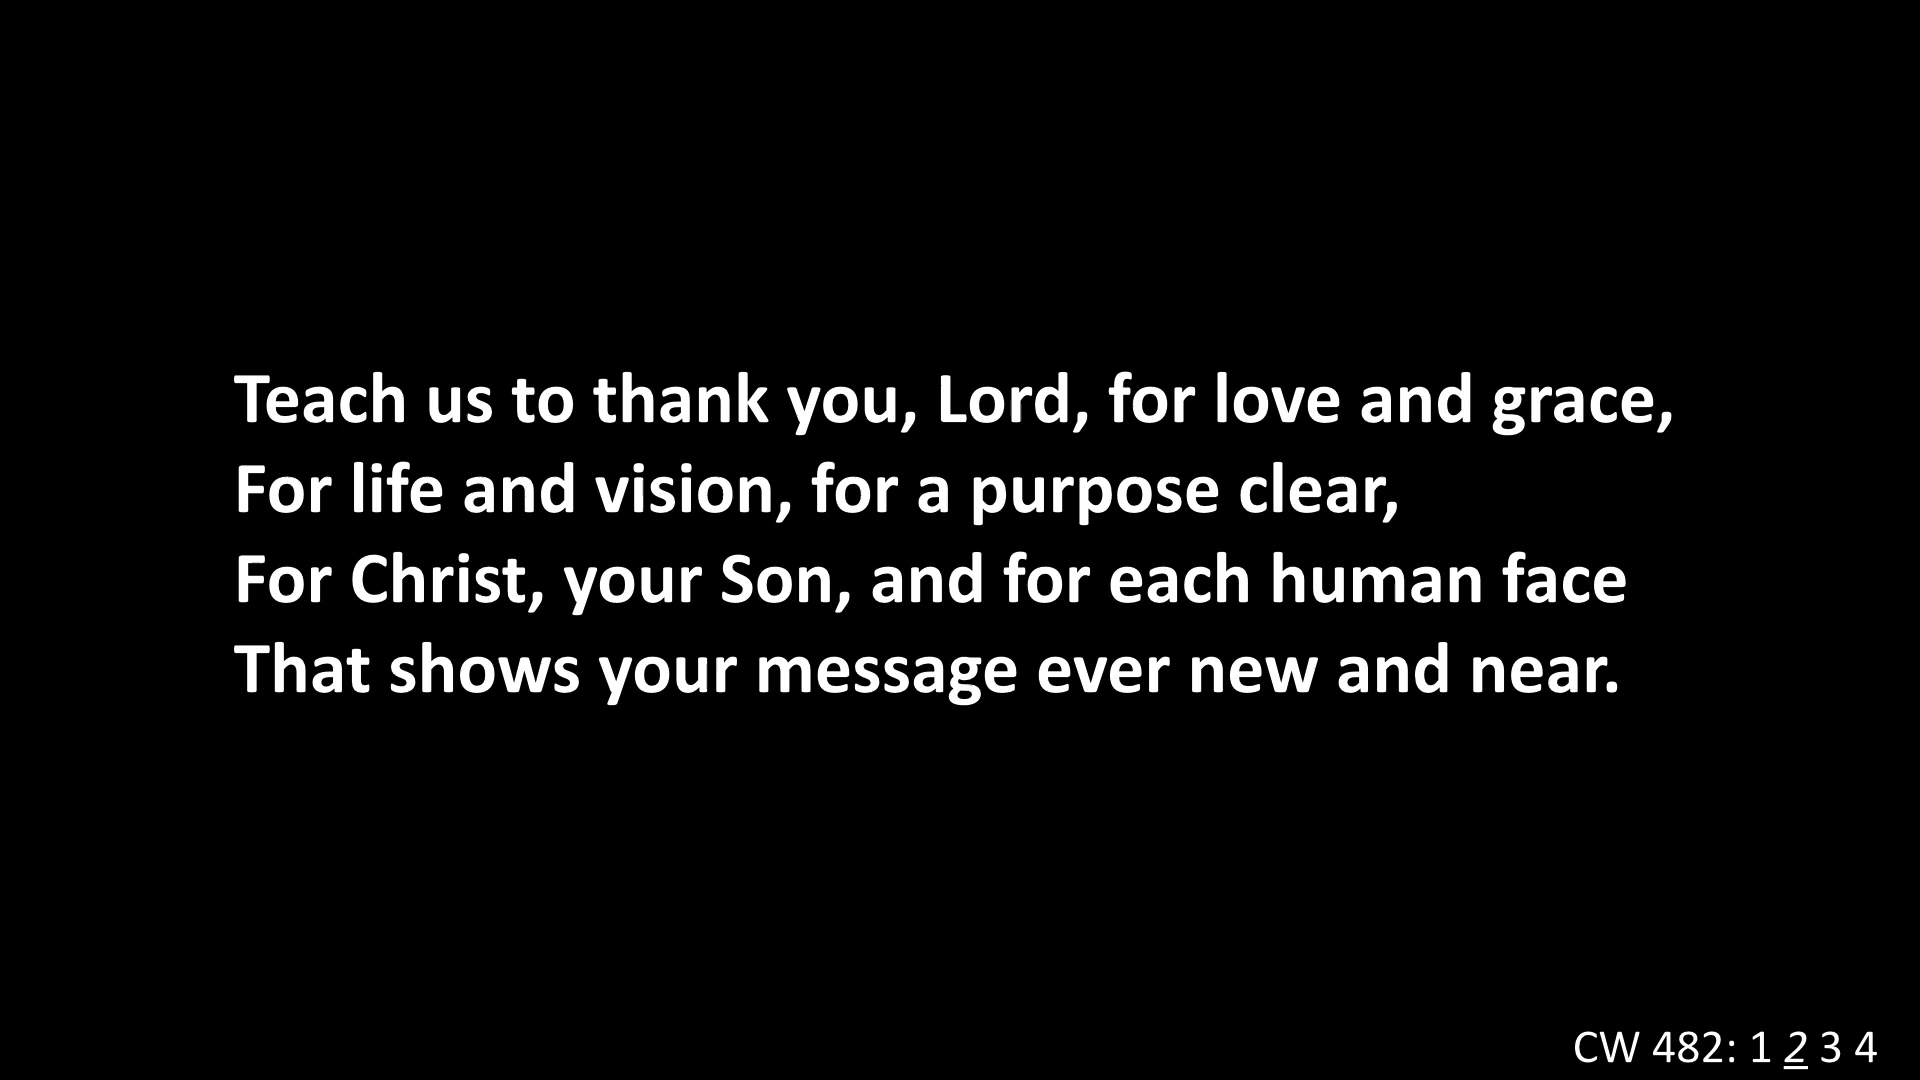 Teach us to thank you, Lord, for love and grace,
For life and vision, for a purpose clear,
For Christ, your Son, and for each human face
That shows your message ever new and near.
CW 482: 1 2 3 4